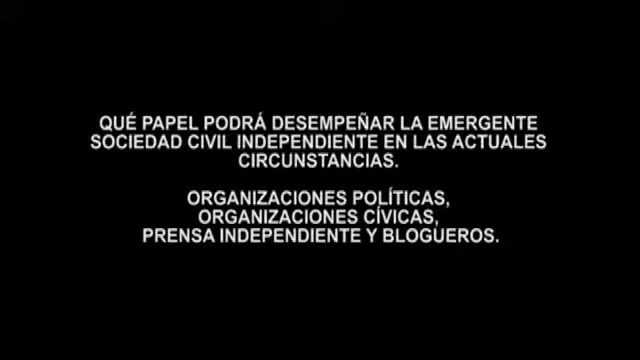 QUÉ PAPEL PODRÁ DESEMPEÑAR LA EMERGENTE
SOCIEDAD CIVIL INDEPENDIENTE EN LAS ACTUALES
CIRCUNSTANCIAS.
ORGANIZACIONES POLÍTICAS,
ORGANIZACIONES CÍVICAS,
PRENSA INDEPENDIENTE Y BLOGUEROS.